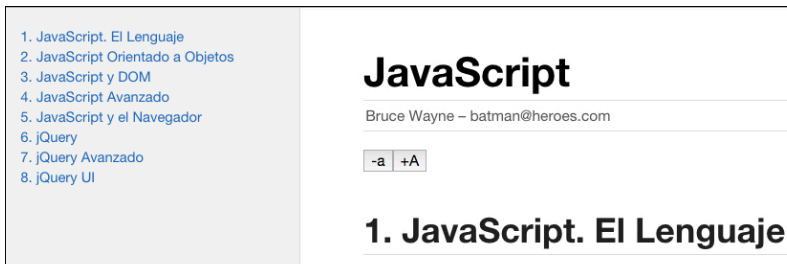 1. JavaScript. El Lenguaje
2. JavaScript Orientado a Objetos
3. JavaScript y DOM
4. JavaScript Avanzado
5. JavaScript y el Navegador
6. jQuery
7. jQuery Avanzado
8. jQuery UI
JavaScript
Bruce Wayne – batman@heroes.com
-a +A
1. JavaScript. El Lenguaje